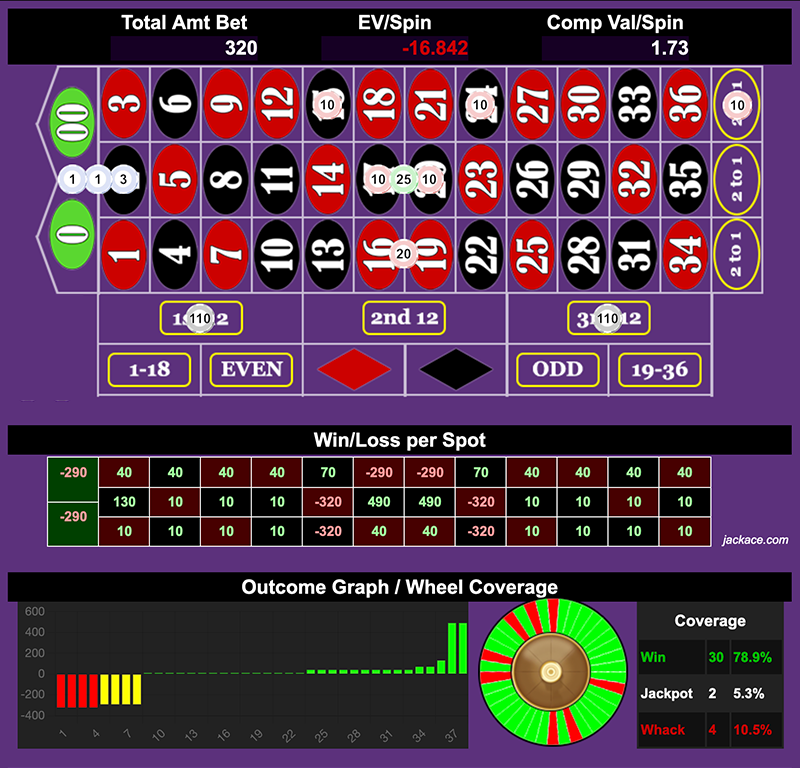 Total Amt Bet EV/Spin Comp Val/Spin
320 -16.842 1.73
00 3 6 9 12 10 18 21 10 27 30 33 36 10
1 1 3 5 8 11 14 10 25 10 23 26 29 32 35 2 to 1
0 1 4 7 10 13 16 20 19 22 25 28 31 34 2 to 1
110 2nd 12 110
1-18 EVEN ODD 19-36
Win/Loss per Spot
-290 40 40 40 40 70 -290 -290 70 40 40 40 40
130 10 10 10 -320 490 490 -320 10 10 10 10
-290 10 10 10 10 -320 40 40 -320 10 10 10 10
jackace.com
Outcome Graph / Wheel Coverage
600
400
200
0
-200
-400
1 4 7 10 13 16 19 22 25 28 31 34 37
Coverage
Win 30 78.9%
Jackpot 2 5.3%
Whack 4 10.5%